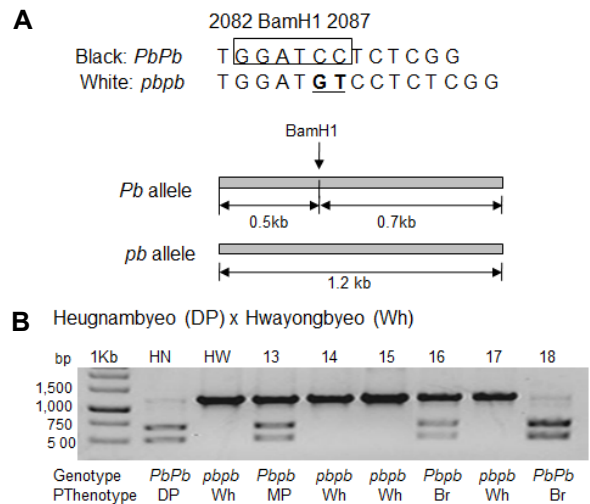 A
2082 BamH1 2087
Black: PbPb T G G A T C C T C T C G G
White: pbpb T G G A T G T C C T C T C G G
BamH1
Pb allele
0.5kb 0.7kb
pb allele
1.2 kb
B Heugnambyeo (DP) x Hwayongbyeo (Wh)
bp 1Kb HN HW 13 14 15 16 17 18
1,500
1,000
750
5 00
Genotype PbPb pbpb Pbpb pbpb pbpb Pbpb pbpb PbPb
PThenotype DP Wh MP Wh Wh Br Wh Br